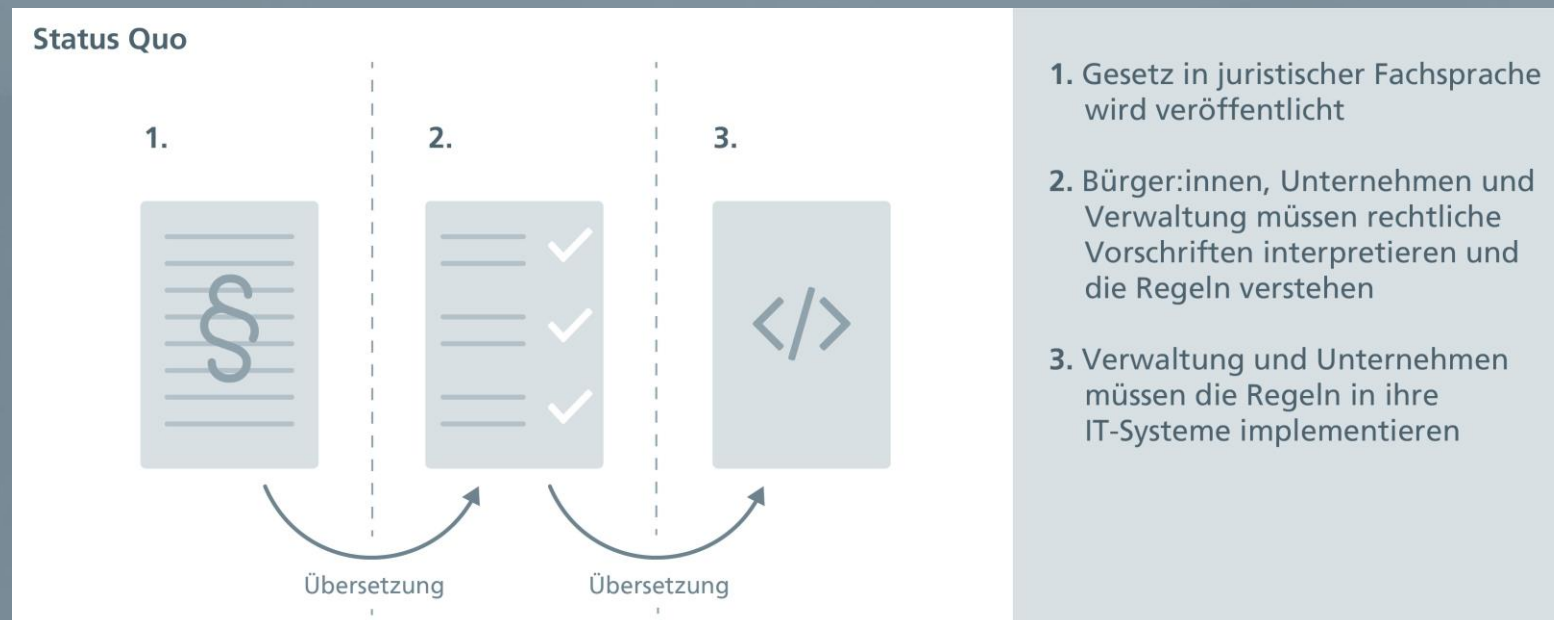 Status Quo
1.
2.
3.
§
</>
Übersetzung
Übersetzung
1. Gesetz in juristischer Fachsprache
wird veröffentlicht
2. Bürger:innen, Unternehmen und
Verwaltung müssen rechtliche
Vorschriften interpretieren und
die Regeln verstehen
3. Verwaltung und Unternehmen
müssen die Regeln in ihre
IT-Systeme implementieren